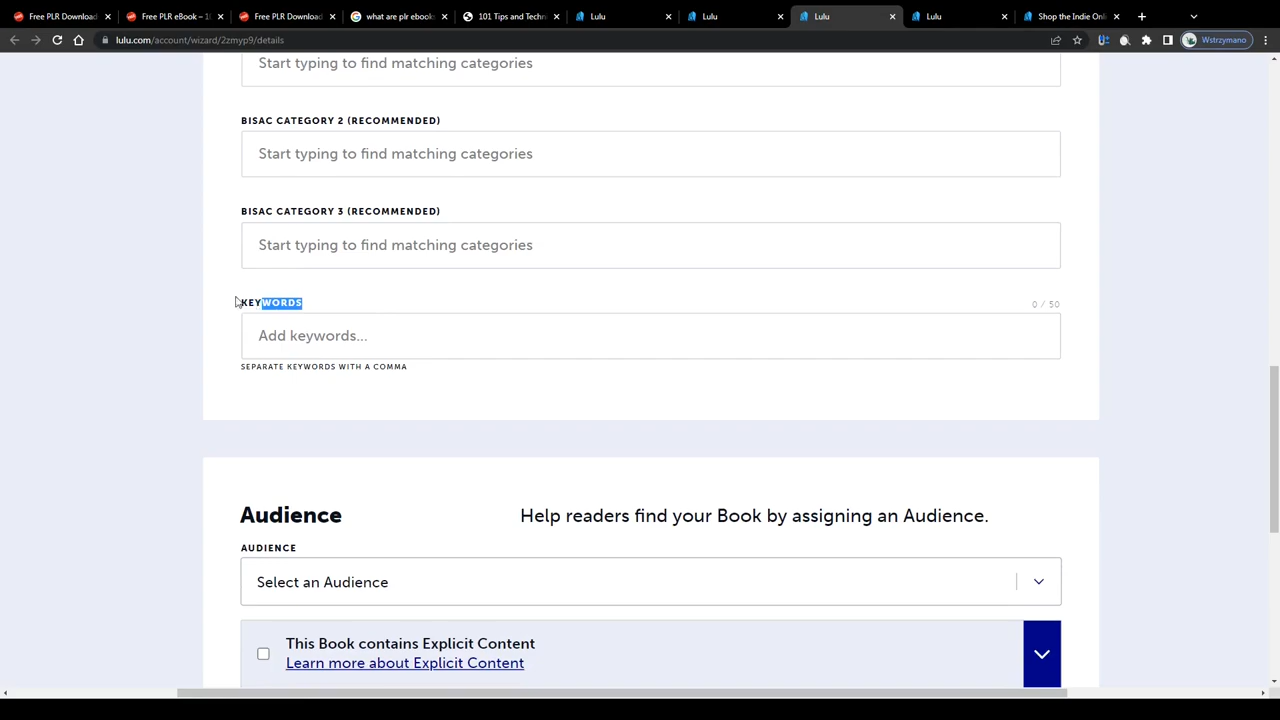 Free PLR Download
Free PLR eBook – 1
Free PLR Download
what are plr ebook
101 Tips and Techn
Lulu
Lulu
Lulu
Lulu
Shop the Indie Onl
lulu.com/account/wizard/2zmyp9/details
Wstrzymano
Start typing to find matching categories
BISAC CATEGORY 2 (RECOMMENDED)
Start typing to find matching categories
BISAC CATEGORY 3 (RECOMMENDED)
Start typing to find matching categories
KEYWORDS
0 / 50
Add keywords...
SEPARATE KEYWORDS WITH A COMMA
Audience
Help readers find your Book by assigning an Audience.
AUDIENCE
Select an Audience
This Book contains Explicit Content
Learn more about Explicit Content